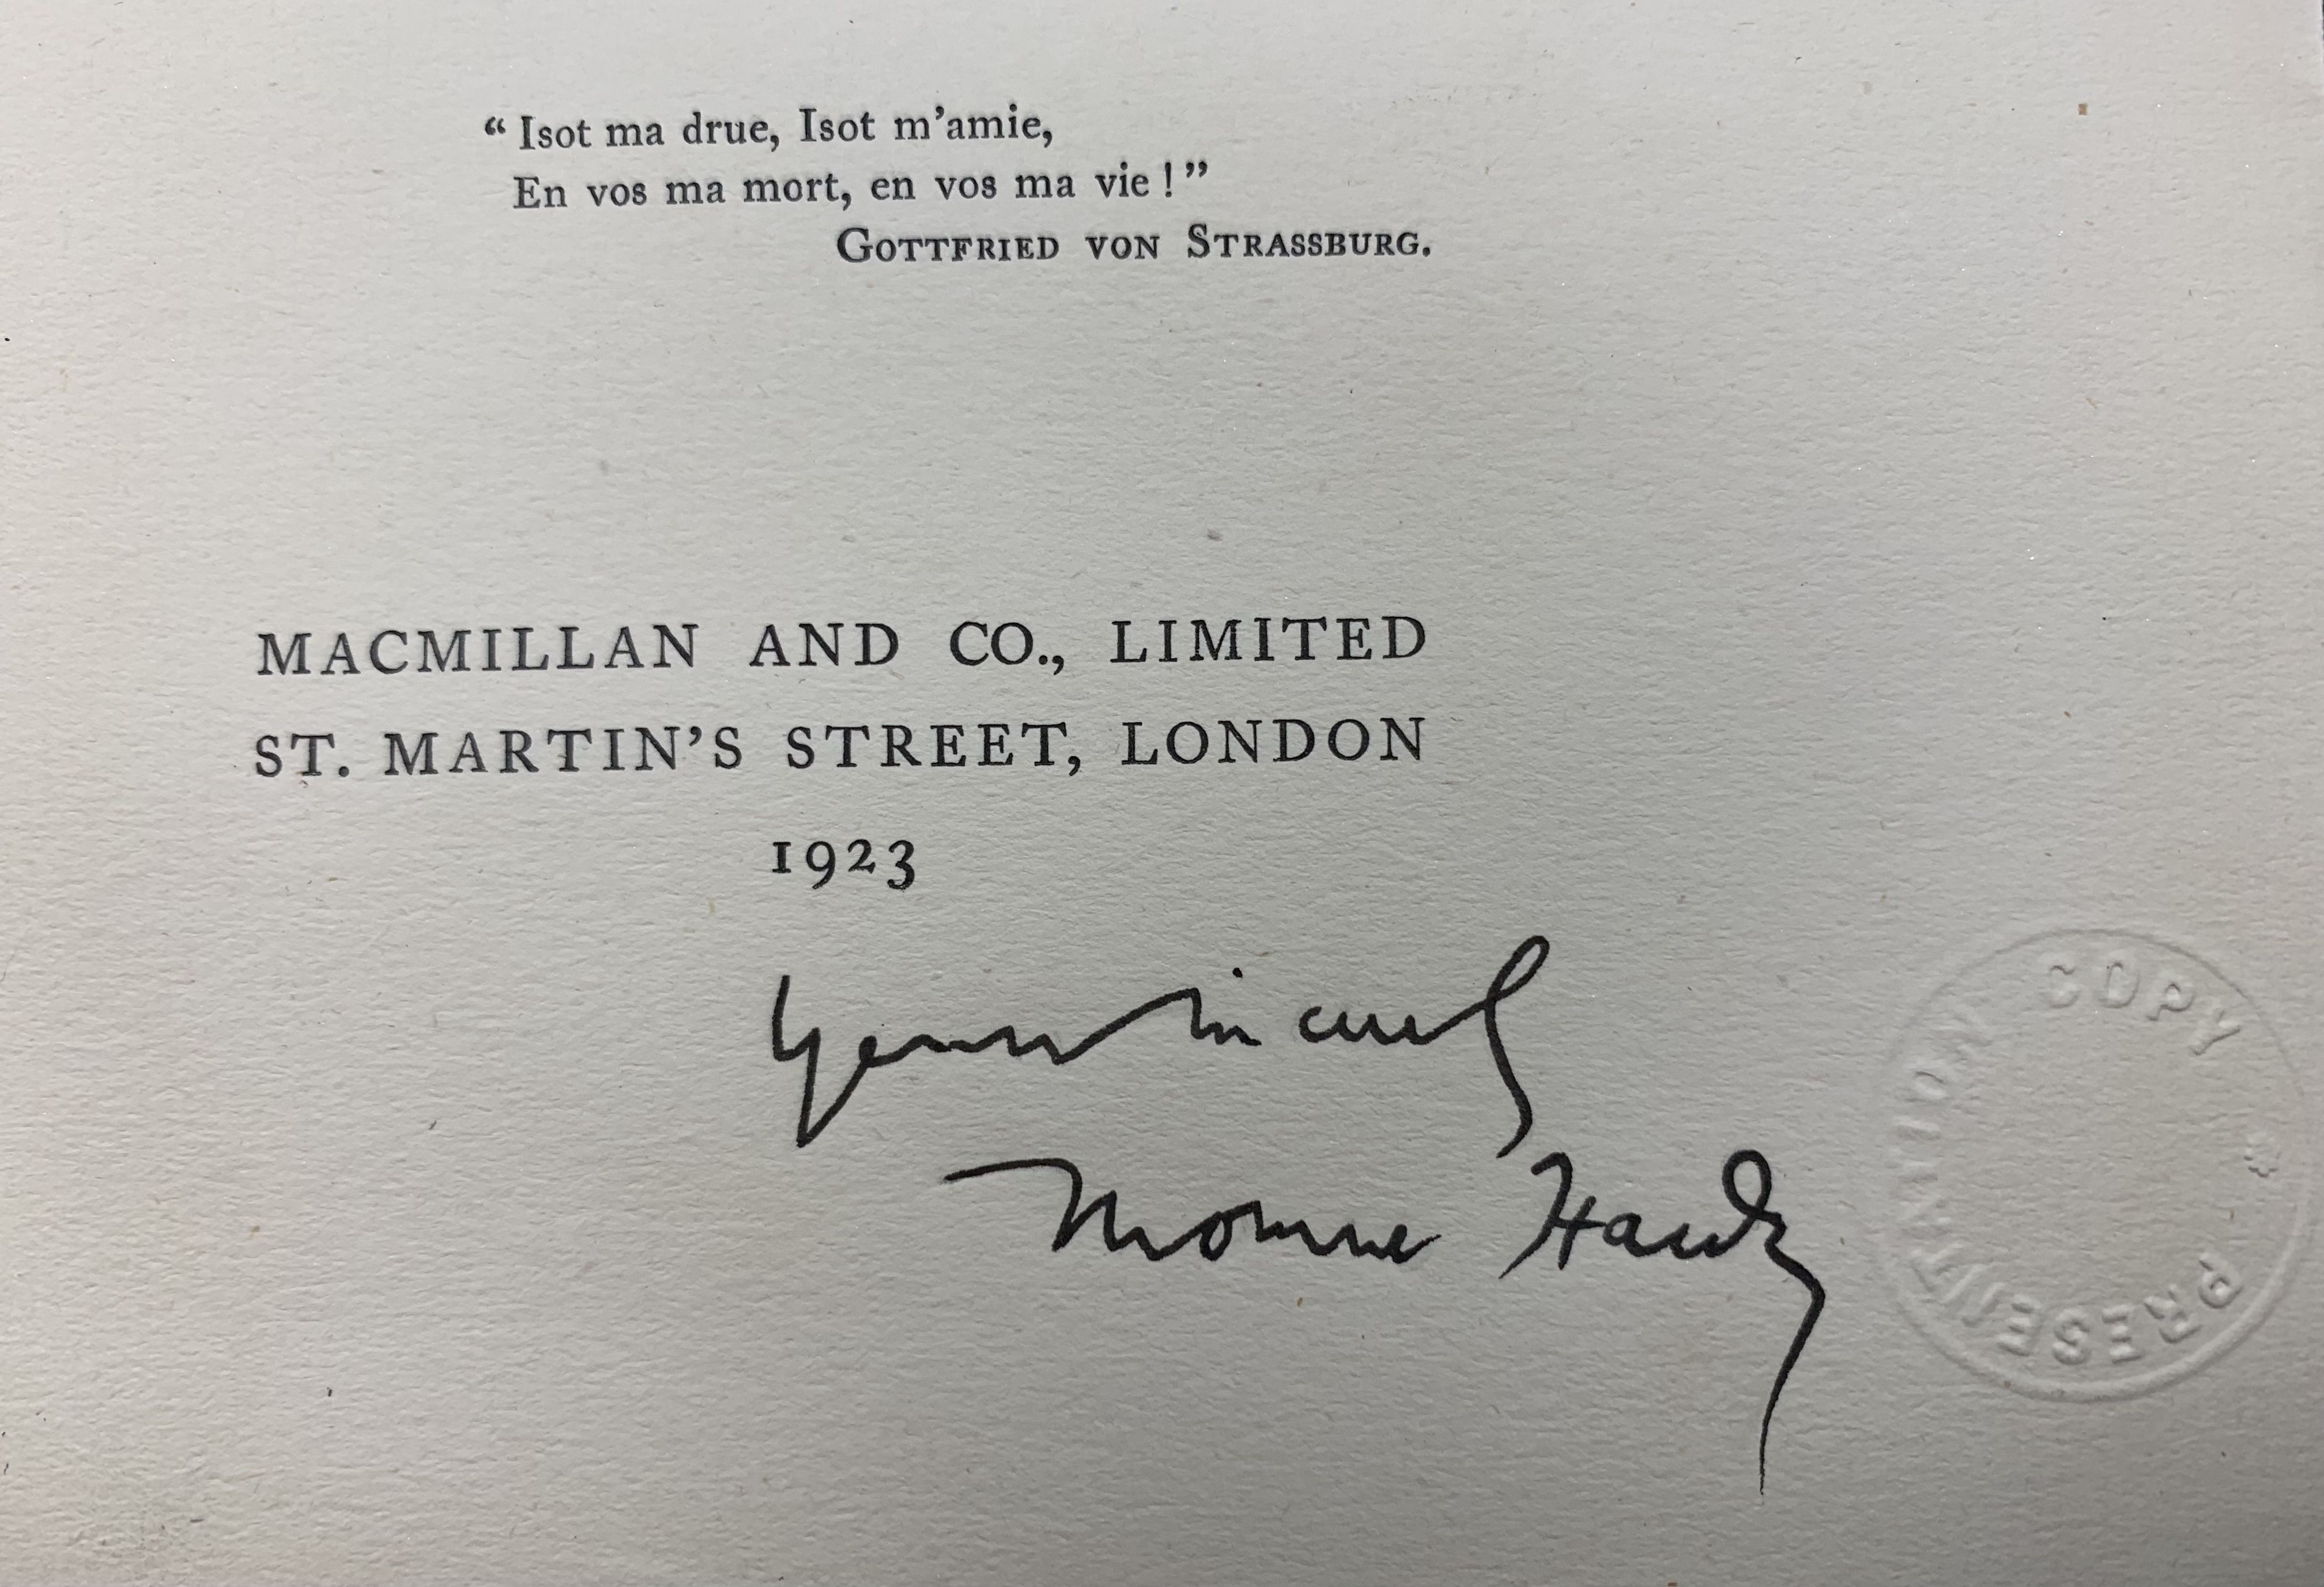 “ Isot ma drue, Isot m’amie,
En vos ma mort, en vos ma vie ! ”
Gottfried von Strassburg.
MACMILLAN AND CO., LIMITED
ST. MARTIN’S STREET, LONDON
1923
Yours sincerely
Thomas Hardy
PRESENTATION COPY *